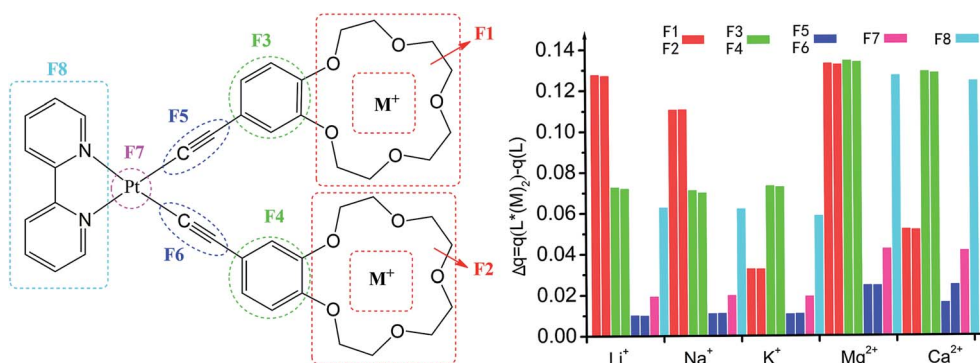 F8
N
N
F7
Pt
F5
C
C
F6
F3
F4
O
O
O
O
O
M⁺
F1
O
O
O
O
O
M⁺
F2
Δq=q(L*(M)₂)-q(L)
0.14
0.12
0.10
0.08
0.06
0.04
0.02
0.00
F1 F3 F5 F7 F8
F2 F4 F6
Li⁺ Na⁺ K⁺ Mg²⁺ Ca²⁺